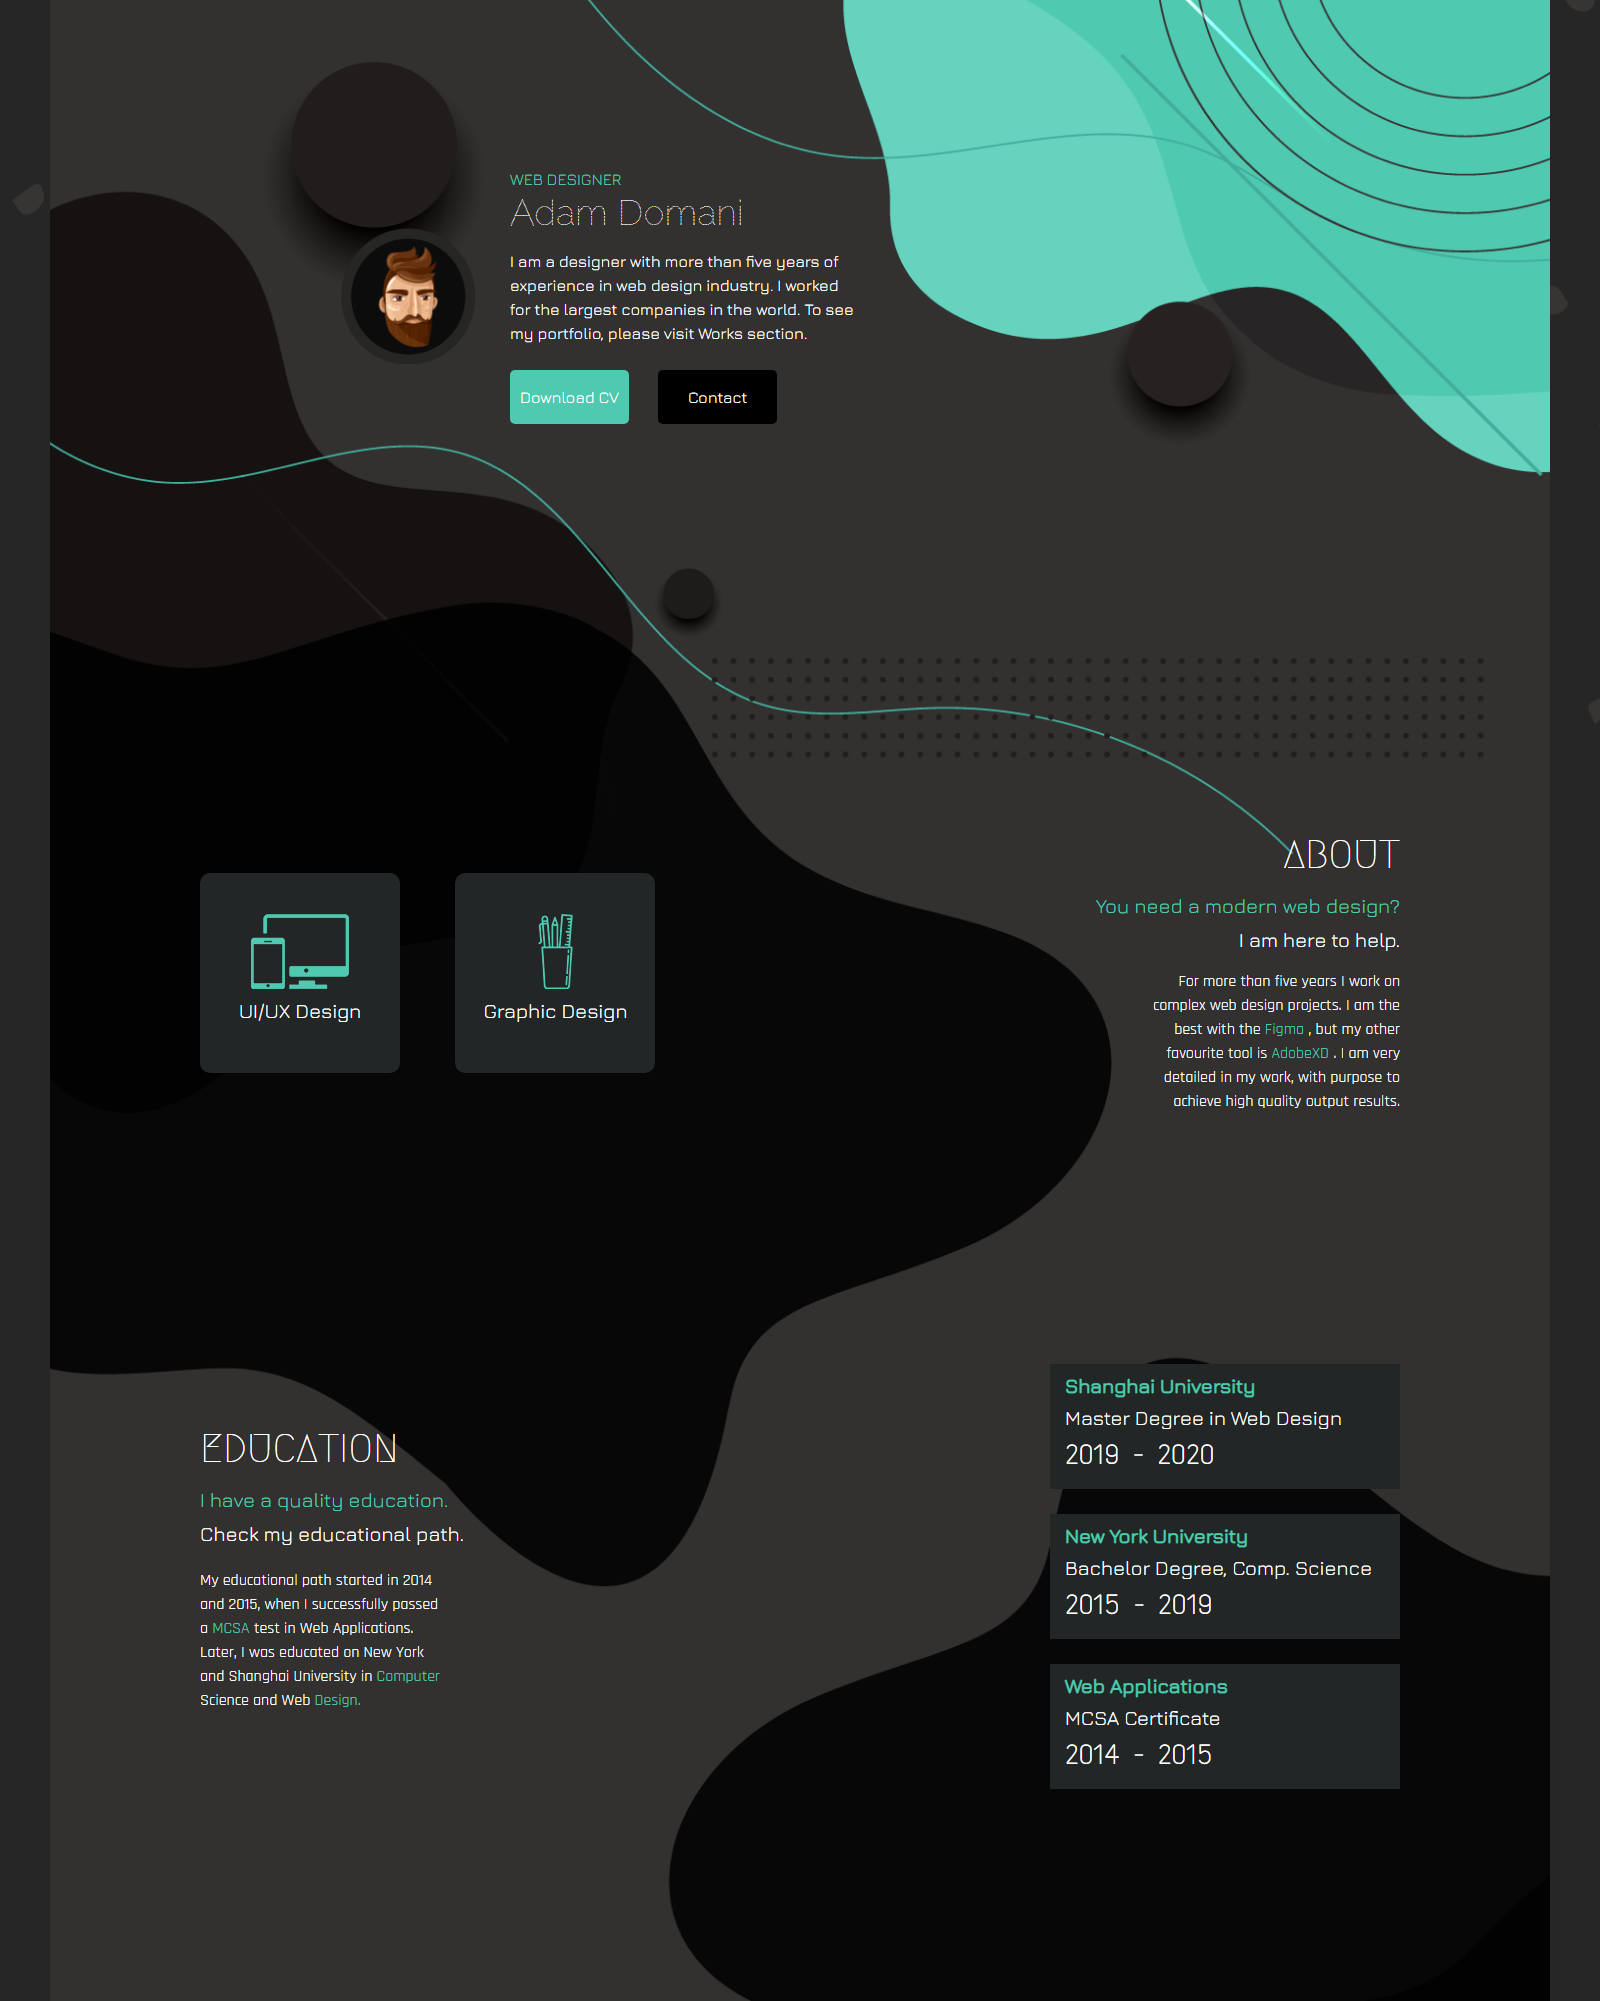 WEB DESIGNER
Adam Domani
I am a designer with more than five years of
experience in web design industry. I worked
for the largest companies in the world. To see
my portfolio, please visit Works section.
Download CV
Contact
ABOUT
You need a modern web design?
I am here to help.
For more than five years I work on
complex web design projects. I am the
best with the Figma , but my other
favourite tool is AdobeXD . I am very
detailed in my work, with purpose to
achieve high quality output results.
UI/UX Design
Graphic Design
EDUCATION
I have a quality education.
Check my educational path.
My educational path started in 2014
and 2015, when I successfully passed
a MCSA test in Web Applications.
Later, I was educated on New York
and Shanghai University in Computer
Science and Web Design.
Shanghai University
Master Degree in Web Design
2019 - 2020
New York University
Bachelor Degree, Comp. Science
2015 - 2019
Web Applications
MCSA Certificate
2014 - 2015